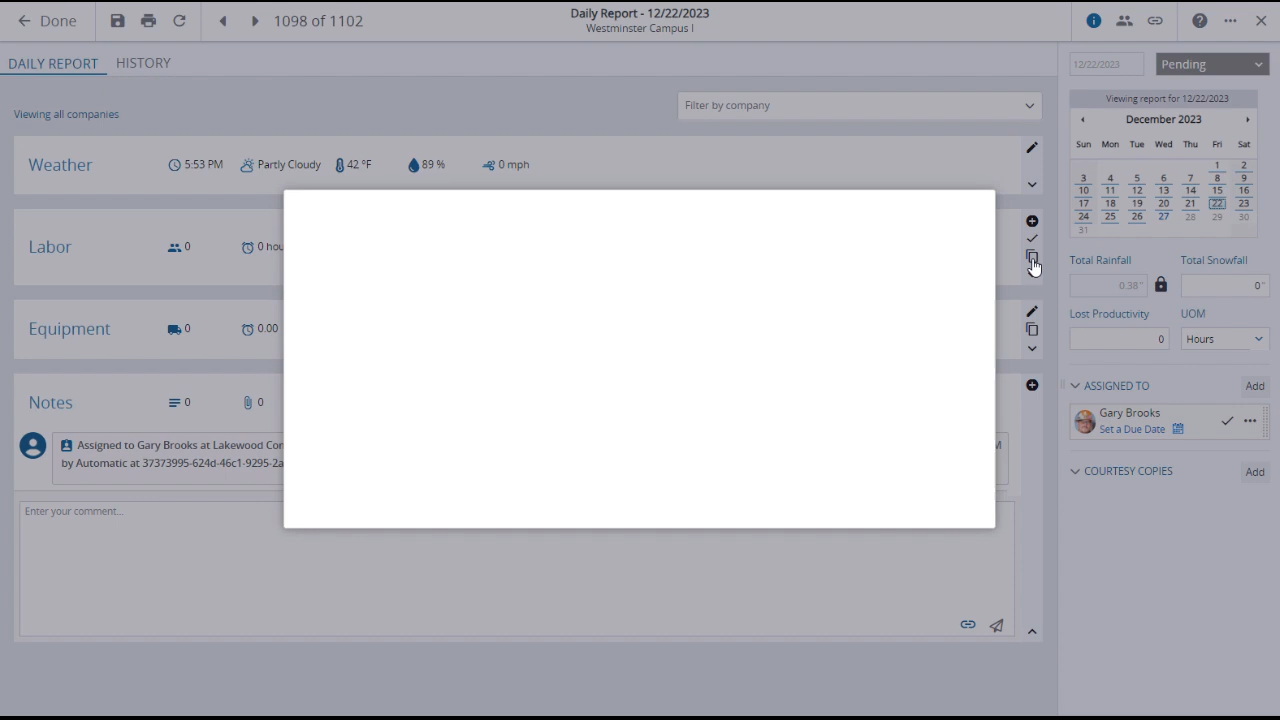 Done
1098 of 1102
Daily Report - 12/22/2023
Westminster Campus I
DAILY REPORT
HISTORY
12/22/2023
Pending
Viewing all companies
Filter by company
Viewing report for 12/22/2023
December 2023
Sun Mon Tue Wed Thu Fri Sat
1 2
3 4 5 6 7 8 9
10 11 12 13 14 15 16
17 18 19 20 21 22 23
24 25 26 27 28 29 30
31
Weather
5:53 PM
Partly Cloudy
42 °F
89 %
0 mph
Labor
0
0 hou
Total Rainfall
Total Snowfall
0.38"
0"
Lost Productivity
UOM
0
Hours
Equipment
0
0.00
ASSIGNED TO
Add
Gary Brooks
Set a Due Date
COURTESY COPIES
Add
Notes
0
0
Assigned to Gary Brooks at Lakewood Con
M
by Automatic at 37373995-624d-46c1-9295-2a
Enter your comment...